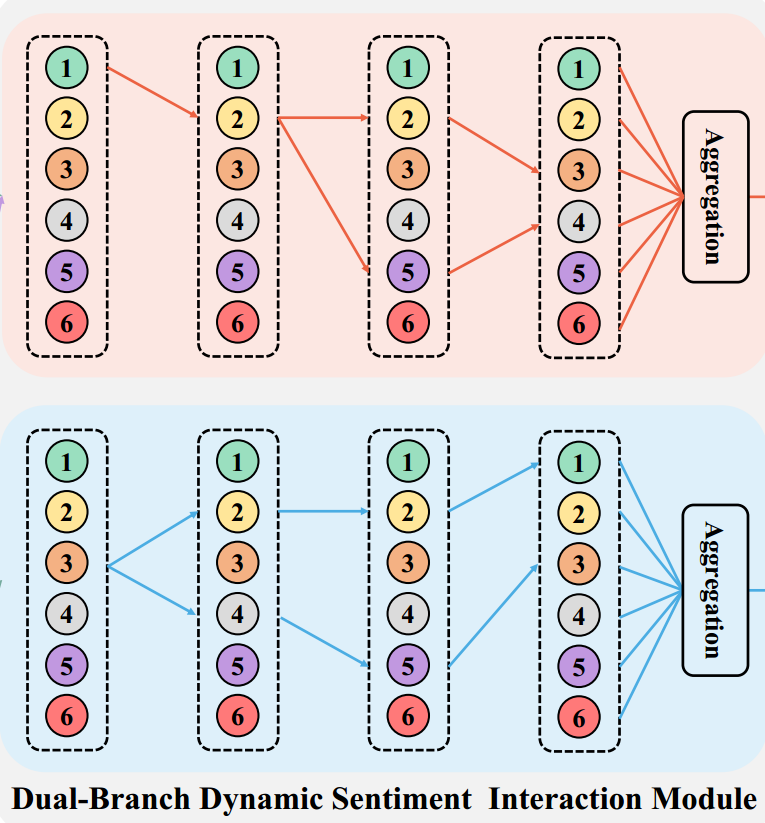 1 1 1 1
2 2 2 2
3 3 3 3
4 4 4 4
5 5 5 5
6 6 6 6
Aggregation
1 1 1 1
2 2 2 2
3 3 3 3
4 4 4 4
5 5 5 5
6 6 6 6
Aggregation
Dual-Branch Dynamic Sentiment Interaction Module